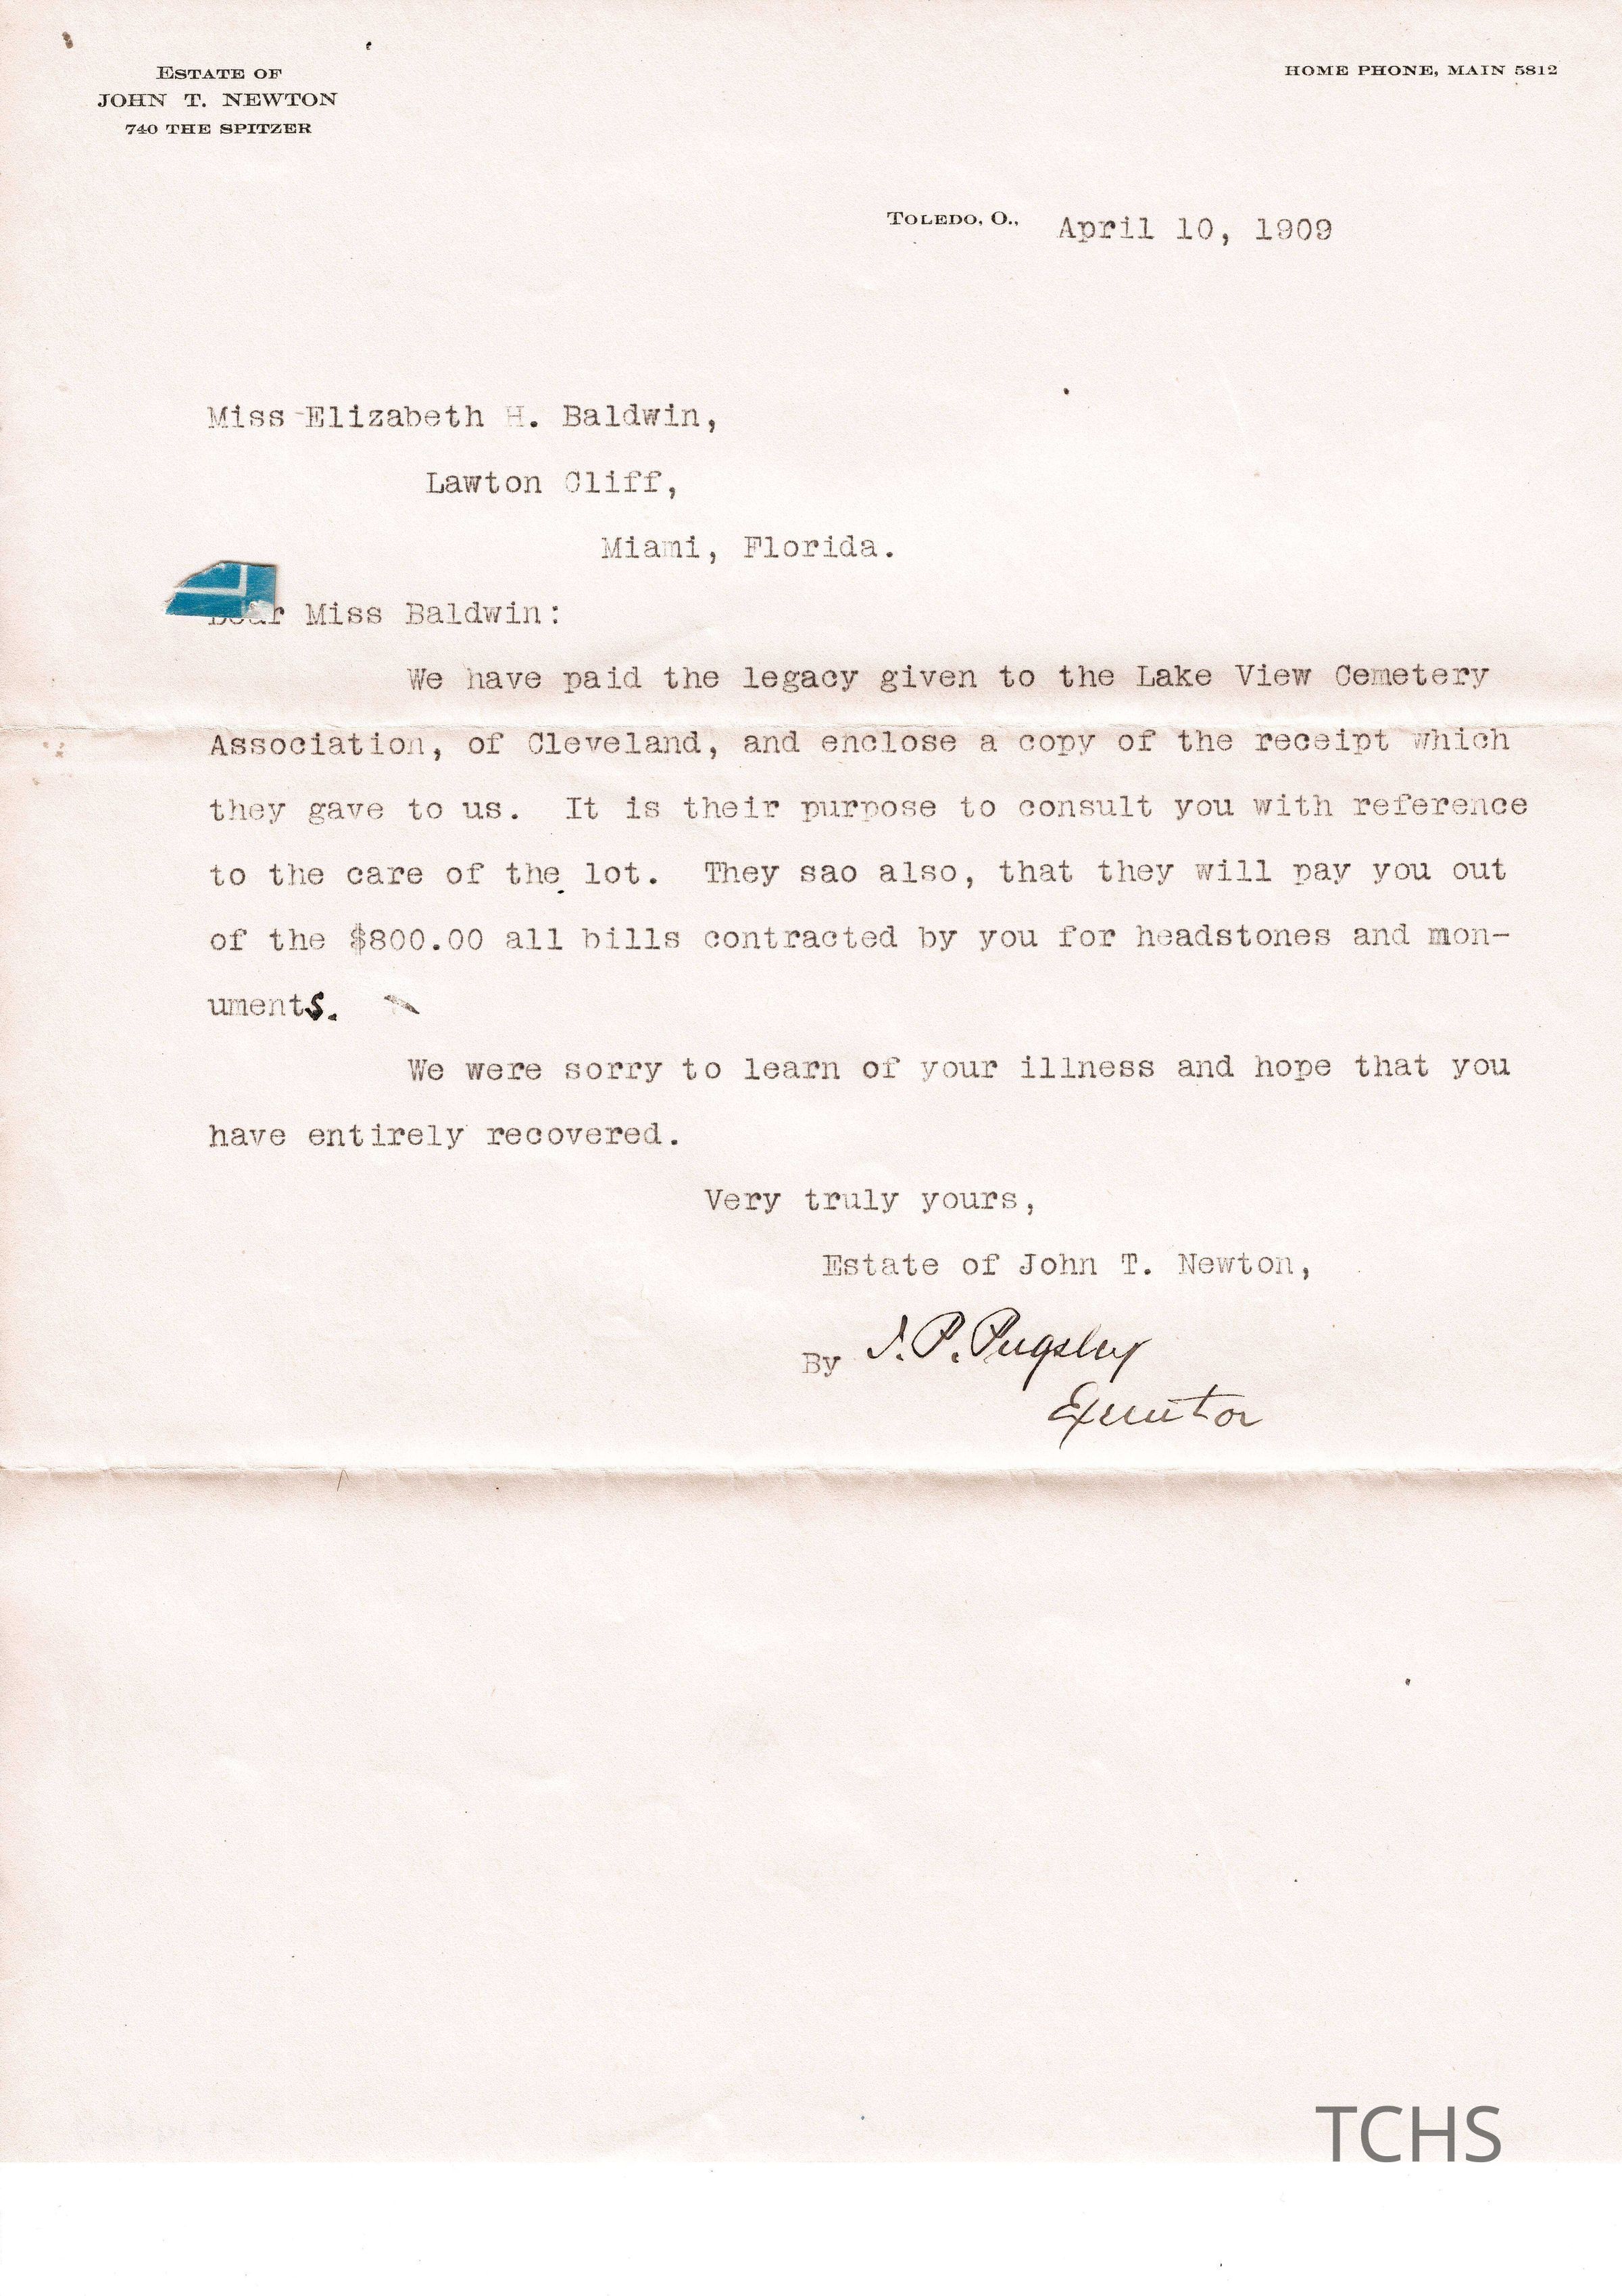 ESTATE OF
JOHN T. NEWTON
740 THE SPITZER
HOME PHONE, MAIN 5812
TOLEDO, O., April 10, 1909
Miss Elizabeth H. Baldwin,
Lawton Cliff,
Miami, Florida.
Dear Miss Baldwin:
We have paid the legacy given to the Lake View Cemetery
Association, of Cleveland, and enclose a copy of the receipt which
they gave to us. It is their purpose to consult you with reference
to the care of the lot. They sao also, that they will pay you out
of the $800.00 all bills contracted by you for headstones and mon-
uments.
We were sorry to learn of your illness and hope that you
have entirely recovered.
Very truly yours,
Estate of John T. Newton,
By J. P. Pugsley
Executor
TCHS